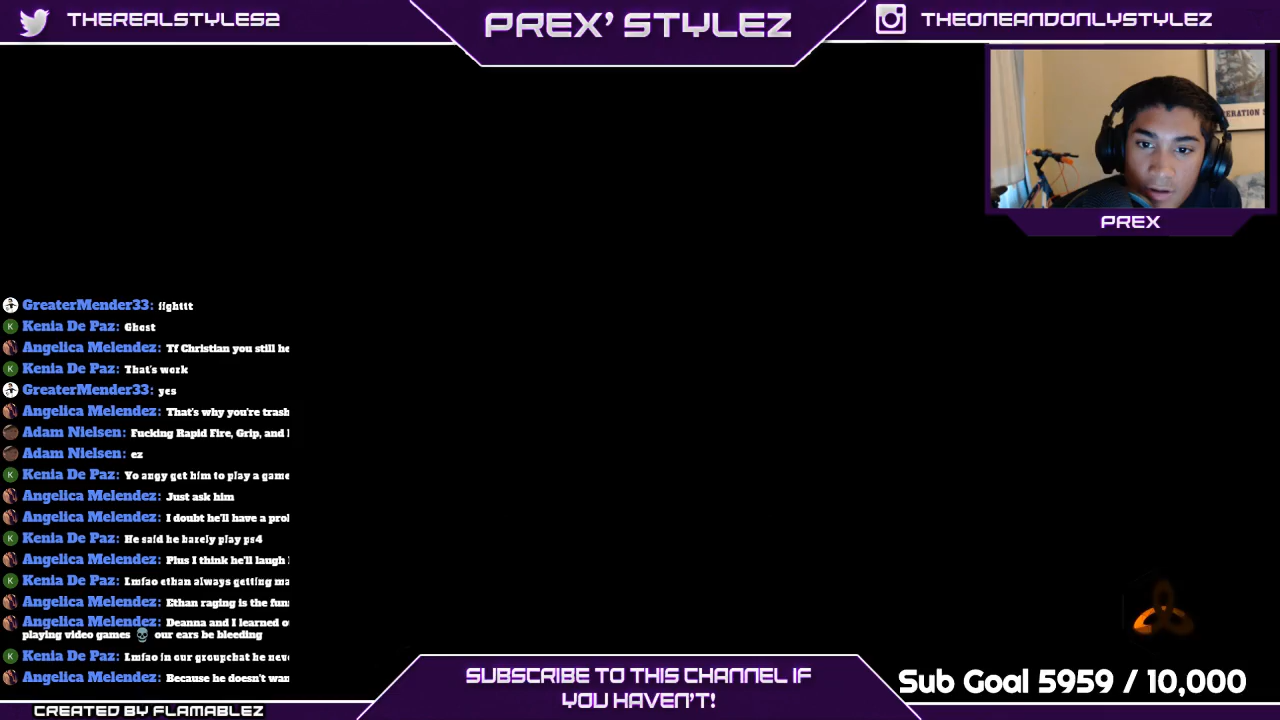 THEREALSTYLES2
PREX' STYLEZ
THEONEANDONLYSTYLEZ
ERATION
PREX
GreaterMender33: fighttt
Kenia De Paz: Ghost
Angelica Melendez: Tf Christian you still he
Kenia De Paz: That's work
GreaterMender33: yes
Angelica Melendez: That's why you're trash
Adam Nielsen: Fucking Rapid Fire, Grip, and
Adam Nielsen: ez
Kenia De Paz: Yo angy get him to play a game
Angelica Melendez: Just ask him
Angelica Melendez: I doubt he'll have a pro
Kenia De Paz: He said he barely play ps4
Angelica Melendez: Plus I think he'll laugh
Kenia De Paz: Lmfao ethan always getting ma
Angelica Melendez: Ethan raging is the fun
Angelica Melendez: Deanna and I learned o
playing video games 💀 our ears be bleeding
Kenia De Paz: Lmfao in our groupchat he nev
Angelica Melendez: Because he doesn't wan
SUBSCRIBE TO THIS CHANNEL IF
YOU HAVEN'T!
Sub Goal 5959 / 10,000
CREATED BY FLAMABLEZ